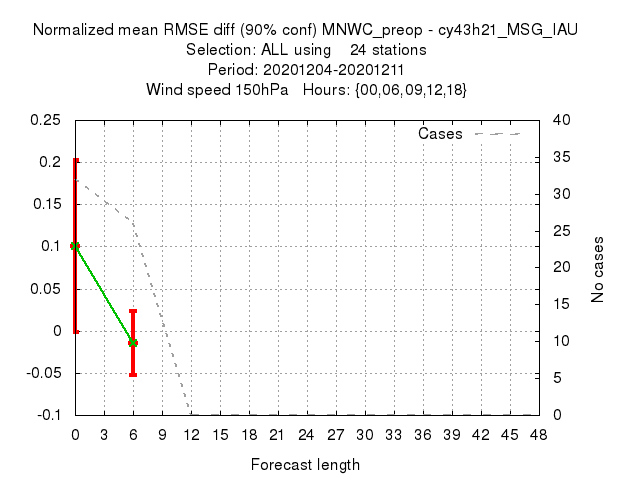 Normalized mean RMSE diff (90% conf) MNWC_preop - cy43h21_MSG_IAU
Selection: ALL using 24 stations
Period: 20201204-20201211
Wind speed 150hPa Hours: {00,06,09,12,18}
0.25
0.2
0.15
0.1
0.05
0
-0.05
-0.1
Cases
40
35
30
25
20
15
10
5
0
No cases
0 3 6 9 12 15 18 21 24 27 30 33 36 39 42 45 48
Forecast length